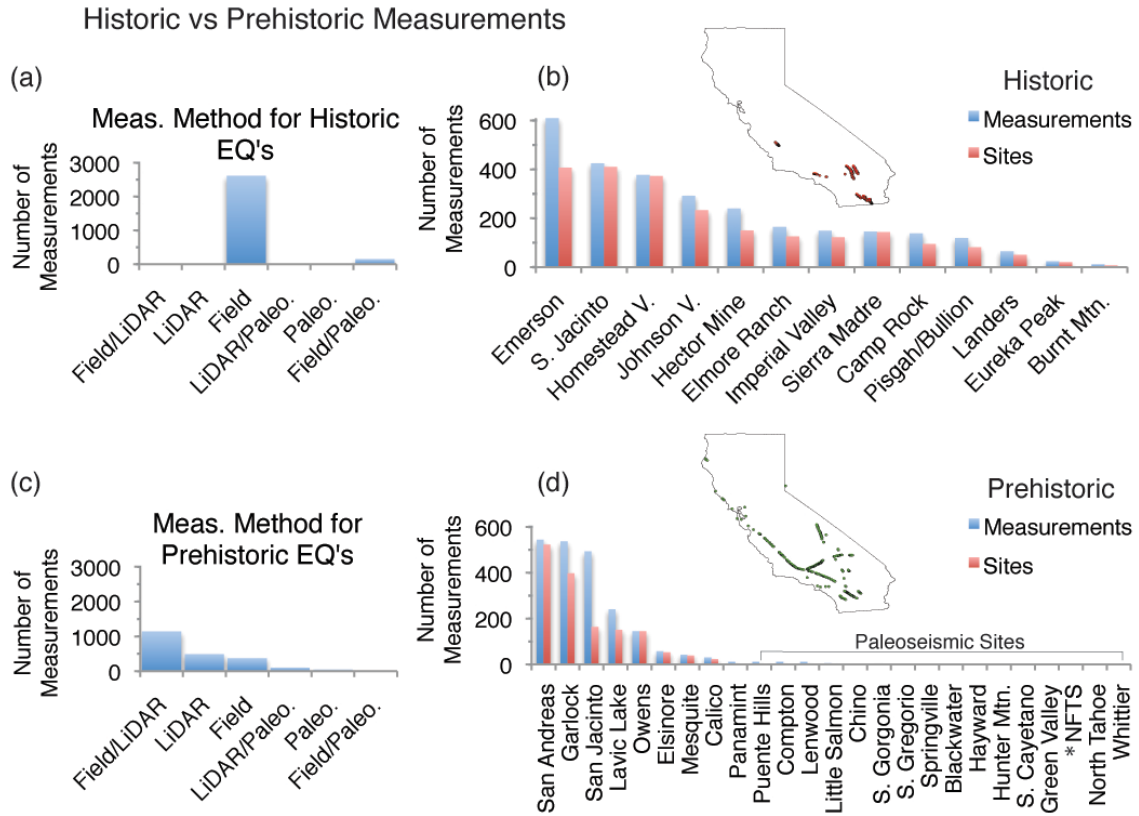 Historic vs Prehistoric Measurements
(a)
Meas. Method for Historic
EQ's
Number of
Measurements
3000
2000
1000
0
Field/LiDAR
LiDAR
Field
LiDAR/Paleo.
Paleo.
Field/Paleo.
(b)
Historic
Measurements
Sites
Number of
Measurements
600
400
200
0
Emerson
S. Jacinto
Homestead V.
Johnson V.
Hector Mine
Elmore Ranch
Imperial Valley
Sierra Madre
Camp Rock
Pisgah/Bullion
Landers
Eureka Peak
Burnt Mtn.
(c)
Meas. Method for
Prehistoric EQ's
Number of
Measurements
3000
2000
1000
0
Field/LiDAR
LiDAR
Field
LiDAR/Paleo.
Paleo.
Field/Paleo.
(d)
Prehistoric
Measurements
Sites
Number of
Measurements
600
400
200
0
Paleoseismic Sites
San Andreas
Garlock
San Jacinto
Lavic Lake
Owens
Elsinore
Mesquite
Calico
Panamint
Puente Hills
Compton
Lenwood
Little Salmon
Chino
S. Gorgonia
S. Gregorio
Springville
Blackwater
Hayward
Hunter Mtn.
S. Cayetano
Green Valley
* NFTS
North Tahoe
Whittier